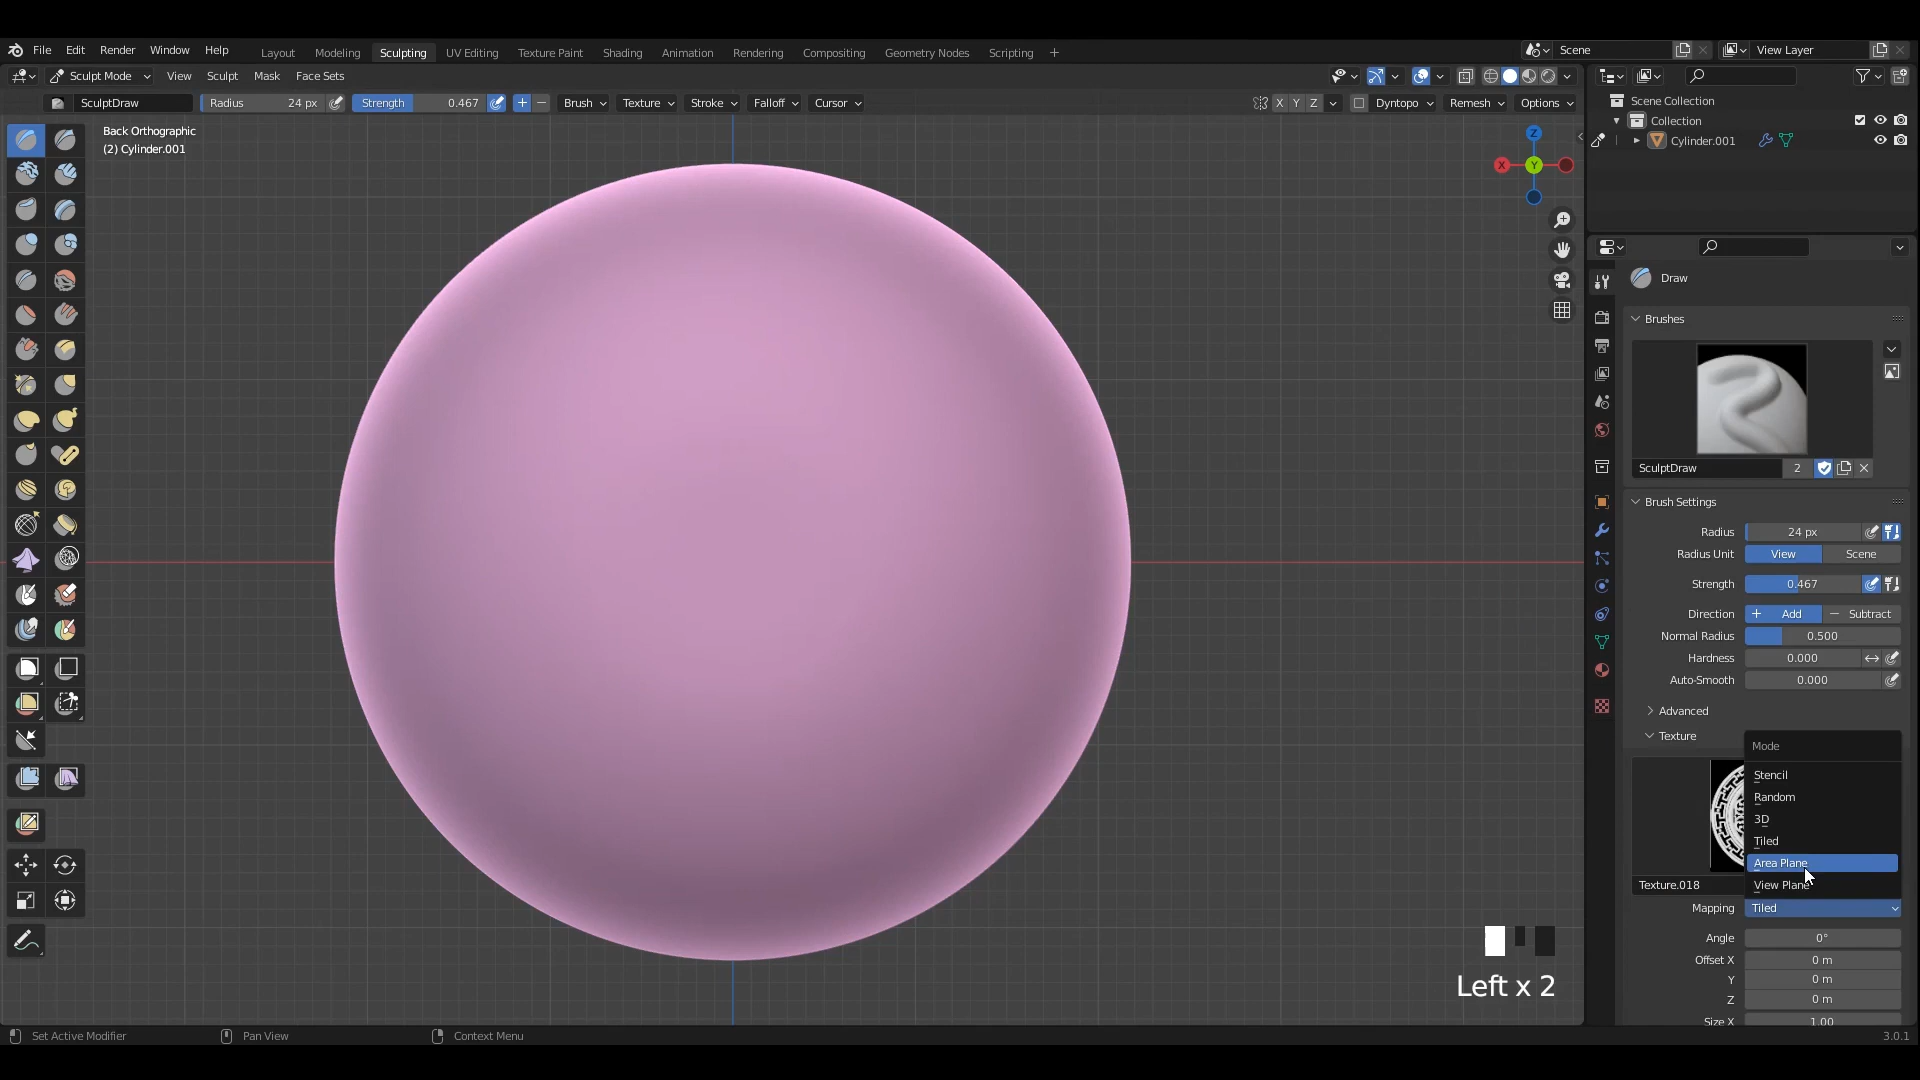 File Edit Render Window Help
Layout Modeling Sculpting UV Editing Texture Paint Shading Animation Rendering Compositing Geometry Nodes Scripting +
Scene
View Layer
Sculpt Mode View Sculpt Mask Face Sets
SculptDraw Radius 24 px Strength 0.467 + − Brush Texture Stroke Falloff Cursor
X Y Z Dyntopo Remesh Options
Back Orthographic
(2) Cylinder.001
Z
X
Y
Scene Collection
Collection
Cylinder.001
Draw
Brushes
SculptDraw 2
Brush Settings
Radius 24 px
Radius Unit View Scene
Strength 0.467
Direction + Add − Subtract
Normal Radius 0.500
Hardness 0.000
Auto-Smooth 0.000
Advanced
Texture
Mode
Stencil
Random
3D
Tiled
Area Plane
View Plane
Texture.018
Mapping Tiled
Angle 0°
Offset X 0 m
Y 0 m
Z 0 m
Size X 1.00
Left x 2
Set Active Modifier Pan View Context Menu 3.0.1